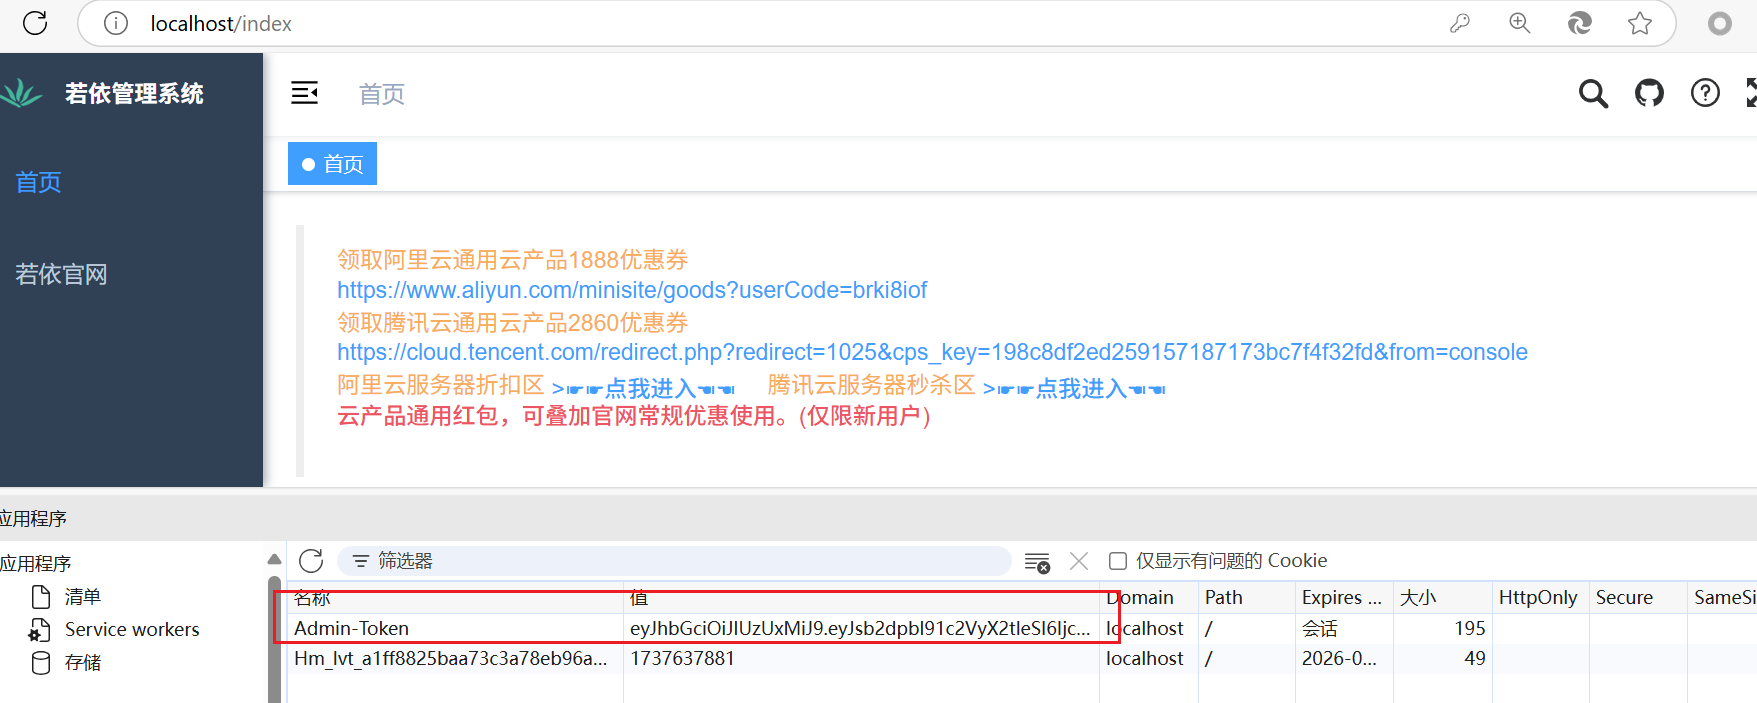 localhost/index
若依管理系统
首页
首页
首页
若依官网
领取阿里云通用云产品1888优惠券
https://www.aliyun.com/minisite/goods?userCode=brki8iof
领取腾讯云通用云产品2860优惠券
https://cloud.tencent.com/redirect.php?redirect=1025&cps_key=198c8df2ed259157187173bc7f4f32fd&from=console
阿里云服务器折扣区 >☛☛点我进入☚☚ 腾讯云服务器秒杀区 >☛☛点我进入☚☚
云产品通用红包，可叠加官网常规优惠使用。(仅限新用户)
应用程序
应用程序
清单
Service workers
存储
筛选器
仅显示有问题的 Cookie
名称 值 Domain Path Expires ... 大小 HttpOnly Secure SameSi
Admin-Token eyJhbGciOiJIUzUxMiJ9.eyJsb2dpbl91c2VyX2tleSI6Ijc... localhost / 会话 195
Hm_lvt_a1ff8825baa73c3a78eb96a... 1737637881 localhost / 2026-0... 49